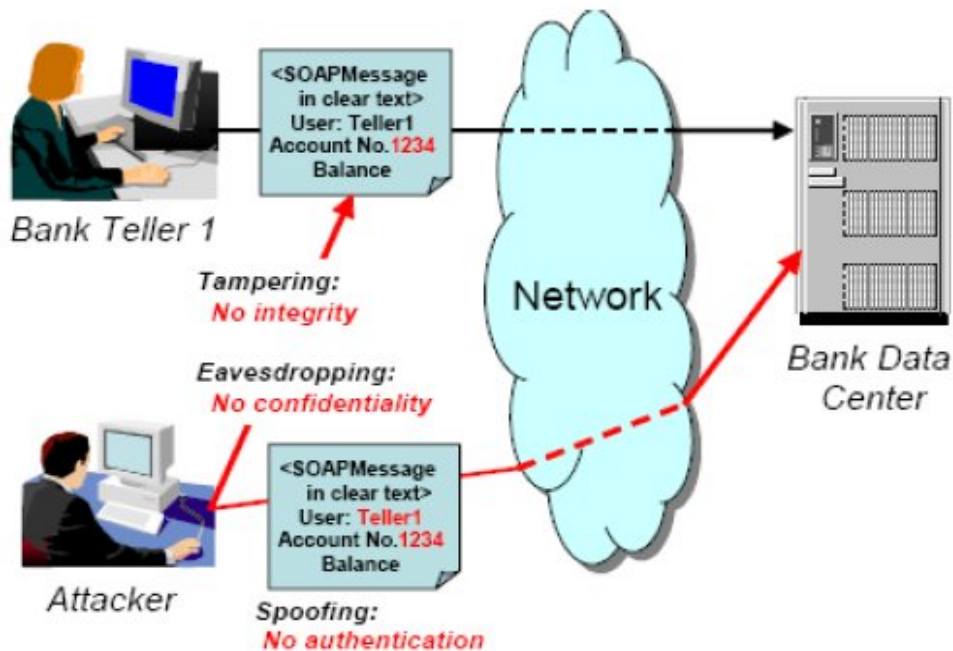 <SOAPMessage
in clear text>
User: Teller1
Account No.1234
Balance
Bank Teller 1
Tampering:
No integrity
Network
Bank Data
Center
Eavesdropping:
No confidentiality
<SOAPMessage
in clear text>
User: Teller1
Account No.1234
Balance
Attacker
Spoofing:
No authentication